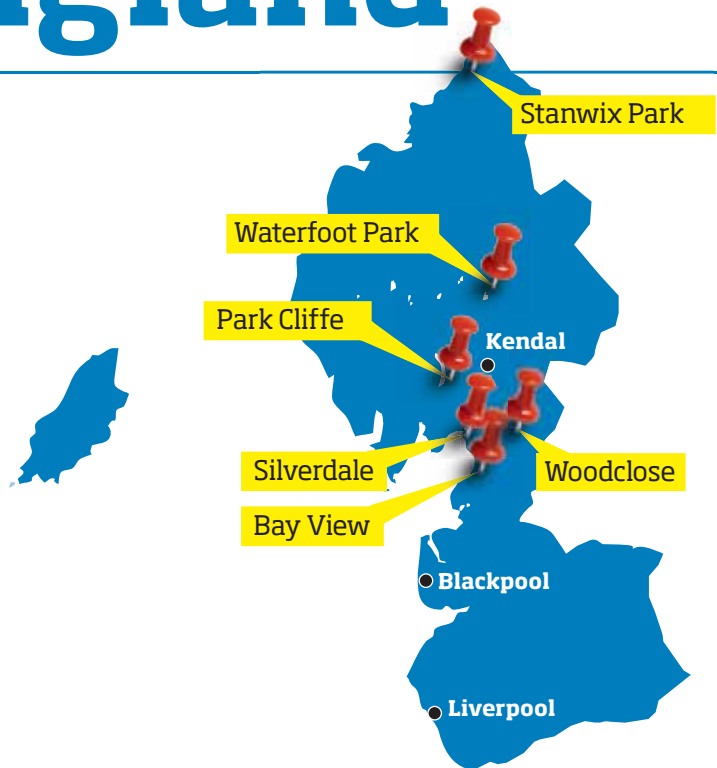 Stanwix Park
Waterfoot Park
Park Cliffe
Kendal
Silverdale
Woodclose
Bay View
Blackpool
Liverpool